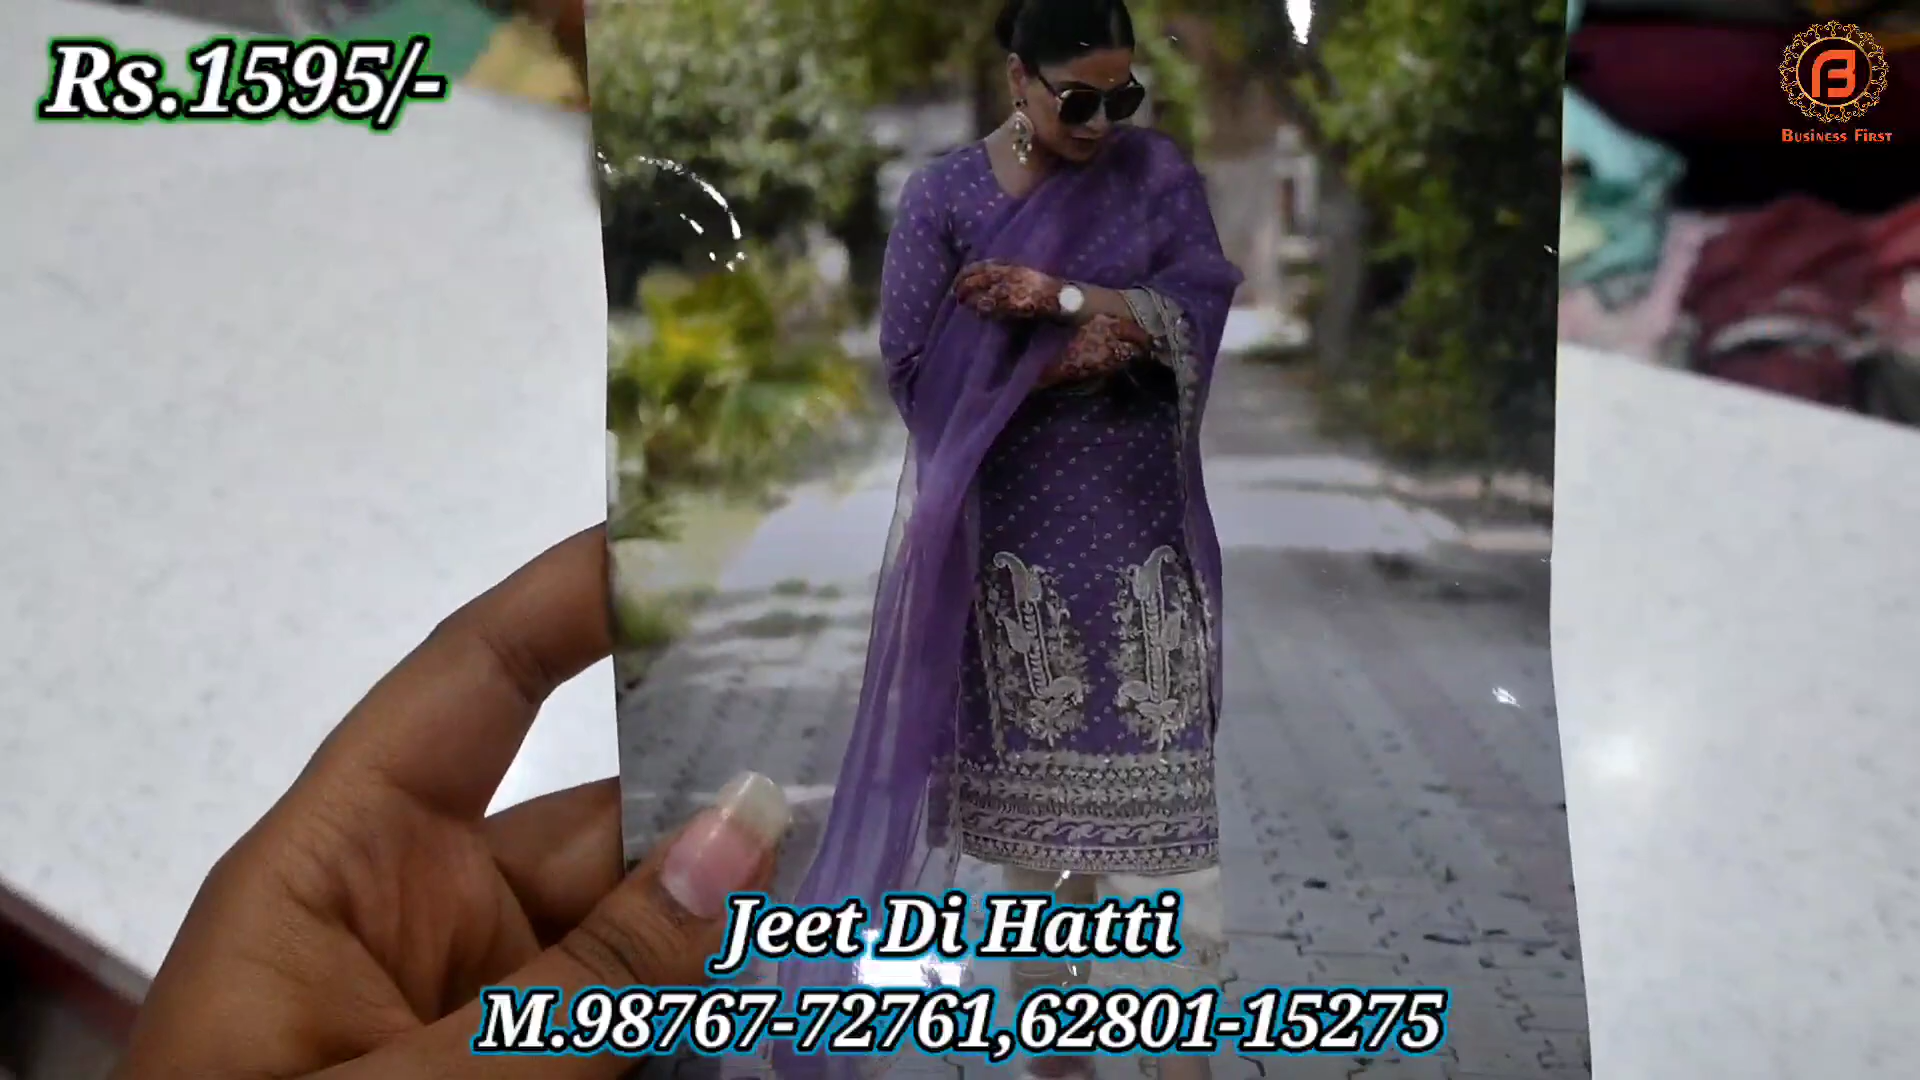 Rs.1595/-
BUSINESS FIRST
Jeet Di Hatti
M.98767-72761,62801-15275